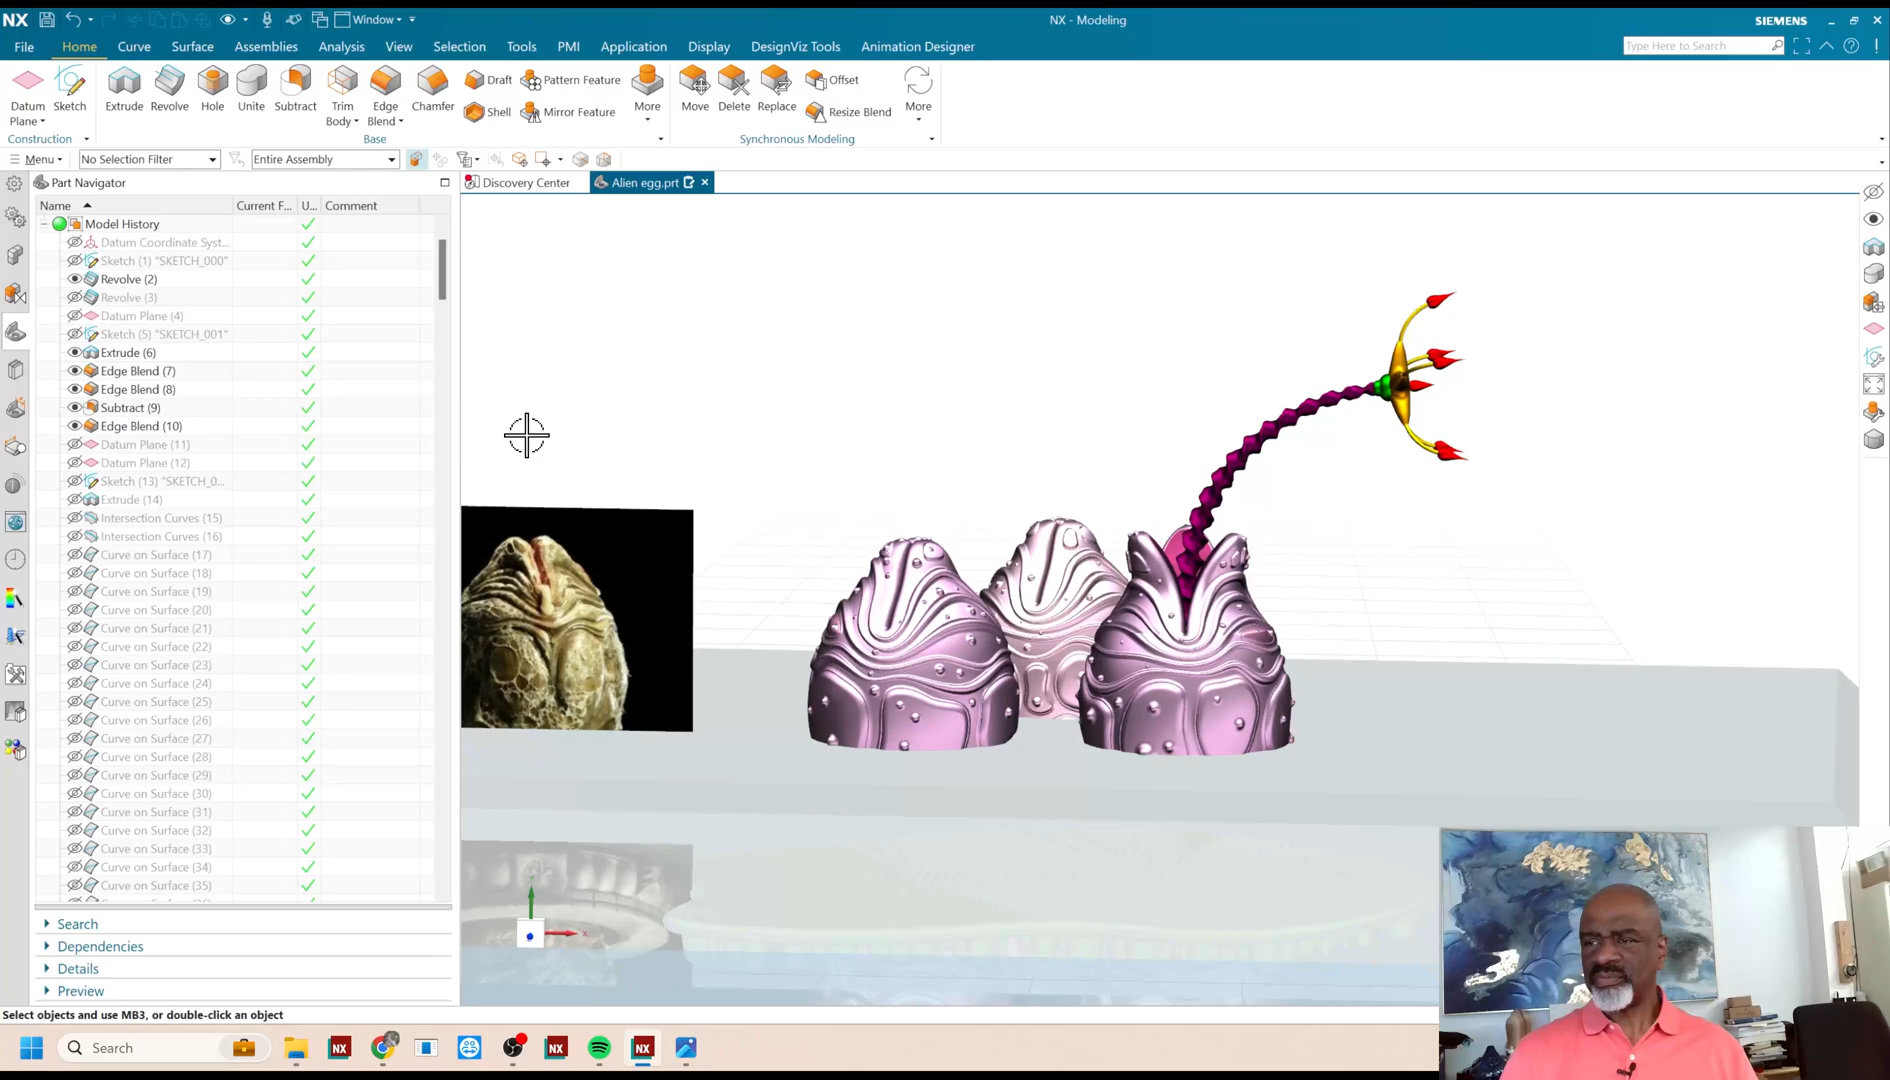 NX Window NX - Modeling SIEMENS
File Home Curve Surface Assemblies Analysis View Selection Tools PMI Application Display DesignViz Tools Animation Designer Type Here to Search
Datum Plane Sketch Extrude Revolve Hole Unite Subtract Trim Body Edge Blend Chamfer Draft Pattern Feature More Move Delete Replace Offset More
Shell Mirror Feature Resize Blend
Construction Base Synchronous Modeling
Menu No Selection Filter Entire Assembly
Part Navigator Discovery Center Alien egg.prt
Name Current F... U... Comment
Model History
Datum Coordinate Syst...
Sketch (1) "SKETCH_000"
Revolve (2)
Revolve (3)
Datum Plane (4)
Sketch (5) "SKETCH_001"
Extrude (6)
Edge Blend (7)
Edge Blend (8)
Subtract (9)
Edge Blend (10)
Datum Plane (11)
Datum Plane (12)
Sketch (13) "SKETCH_0...
Extrude (14)
Intersection Curves (15)
Intersection Curves (16)
Curve on Surface (17)
Curve on Surface (18)
Curve on Surface (19)
Curve on Surface (20)
Curve on Surface (21)
Curve on Surface (22)
Curve on Surface (23)
Curve on Surface (24)
Curve on Surface (25)
Curve on Surface (26)
Curve on Surface (27)
Curve on Surface (28)
Curve on Surface (29)
Curve on Surface (30)
Curve on Surface (31)
Curve on Surface (32)
Curve on Surface (33)
Curve on Surface (34)
Curve on Surface (35)
Search
Dependencies
Details
Preview
X
Select objects and use MB3, or double-click an object
Search NX NX NX